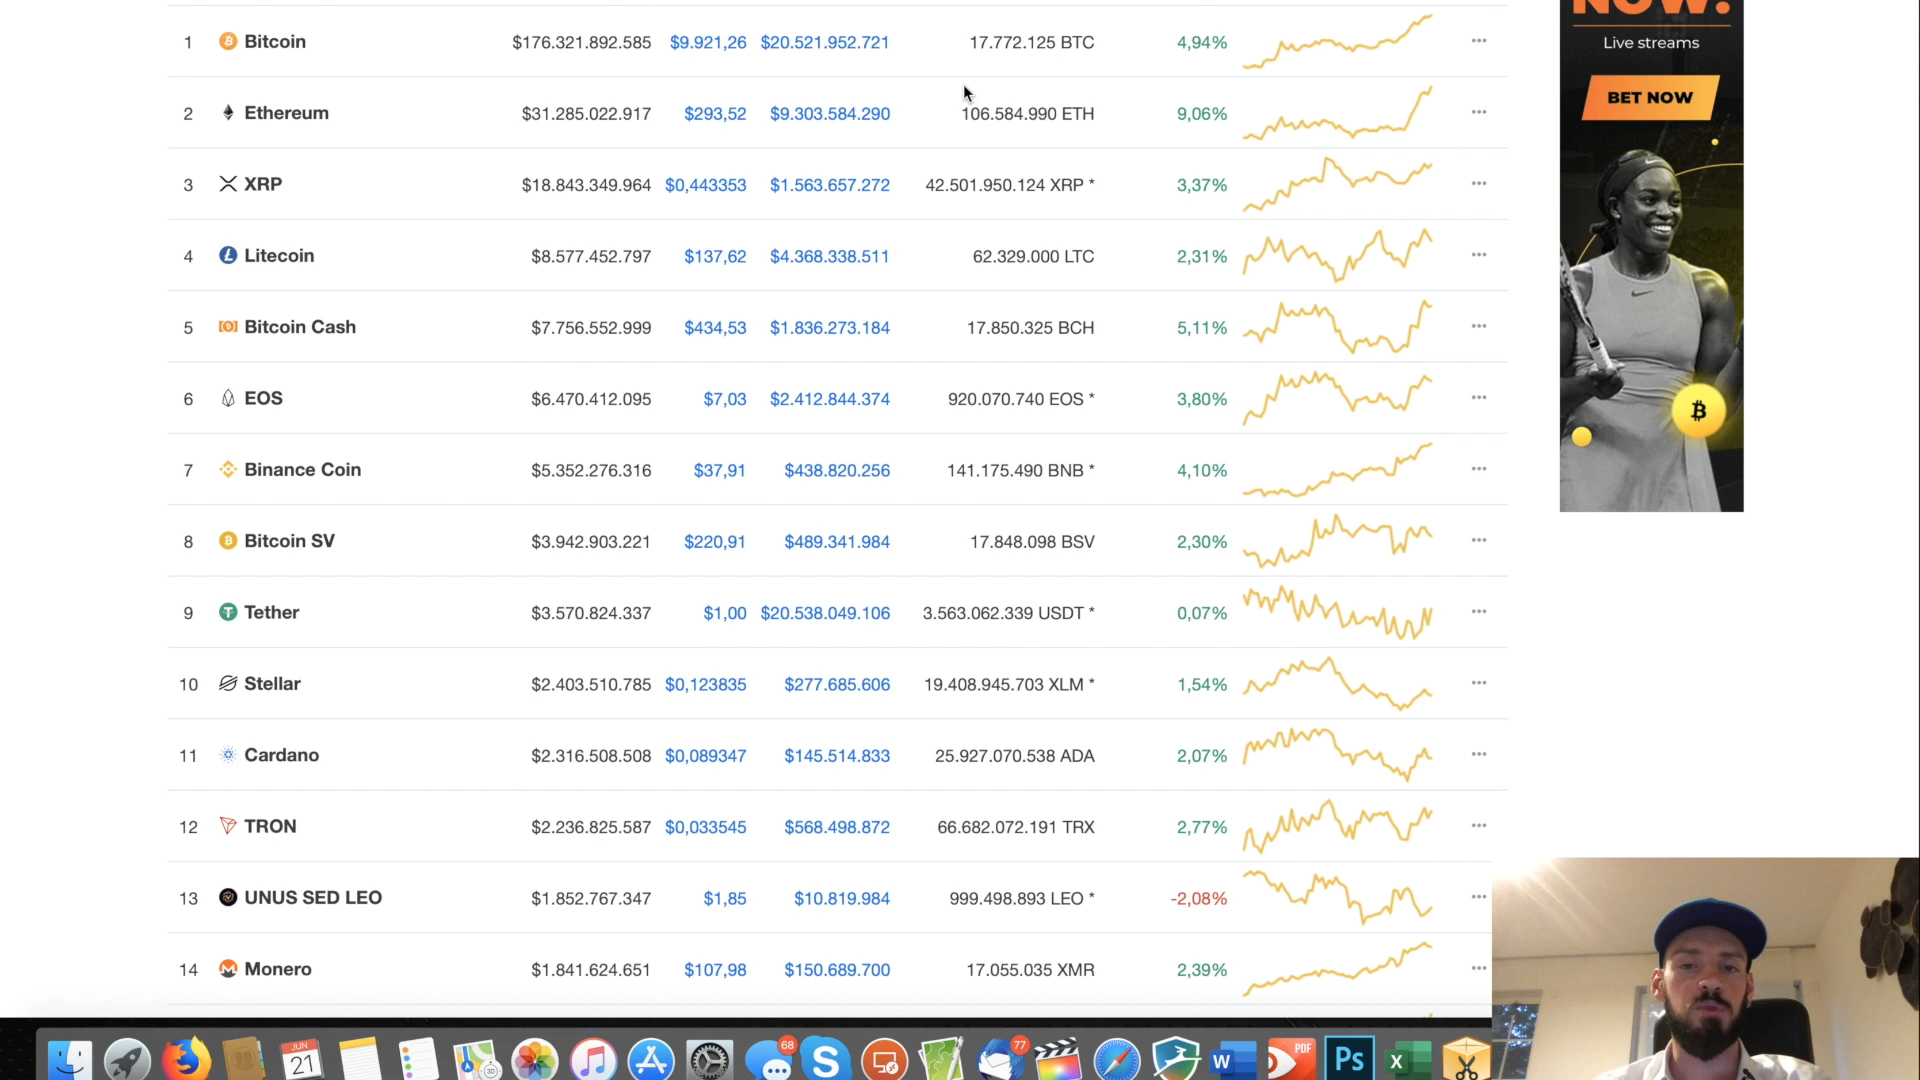 1 Bitcoin $176.321.892.585 $9.921,26 $20.521.952.721 17.772.125 BTC 4,94% •••
2 Ethereum $31.285.022.917 $293,52 $9.303.584.290 106.584.990 ETH 9,06% •••
3 XRP $18.843.349.964 $0,443353 $1.563.657.272 42.501.950.124 XRP * 3,37% •••
4 Litecoin $8.577.452.797 $137,62 $4.368.338.511 62.329.000 LTC 2,31% •••
5 Bitcoin Cash $7.756.552.999 $434,53 $1.836.273.184 17.850.325 BCH 5,11% •••
6 EOS $6.470.412.095 $7,03 $2.412.844.374 920.070.740 EOS * 3,80% •••
7 Binance Coin $5.352.276.316 $37,91 $438.820.256 141.175.490 BNB * 4,10% •••
8 Bitcoin SV $3.942.903.221 $220,91 $489.341.984 17.848.098 BSV 2,30% •••
9 Tether $3.570.824.337 $1,00 $20.538.049.106 3.563.062.339 USDT * 0,07% •••
10 Stellar $2.403.510.785 $0,123835 $277.685.606 19.408.945.703 XLM * 1,54% •••
11 Cardano $2.316.508.508 $0,089347 $145.514.833 25.927.070.538 ADA 2,07% •••
12 TRON $2.236.825.587 $0,033545 $568.498.872 66.682.072.191 TRX 2,77% •••
13 UNUS SED LEO $1.852.767.347 $1,85 $10.819.984 999.498.893 LEO * -2,08% •••
14 Monero $1.841.624.651 $107,98 $150.689.700 17.055.035 XMR 2,39% •••
NOW!
Live streams
BET NOW
JUN
21
3D
68
S
77
W
PDF
Ps
X